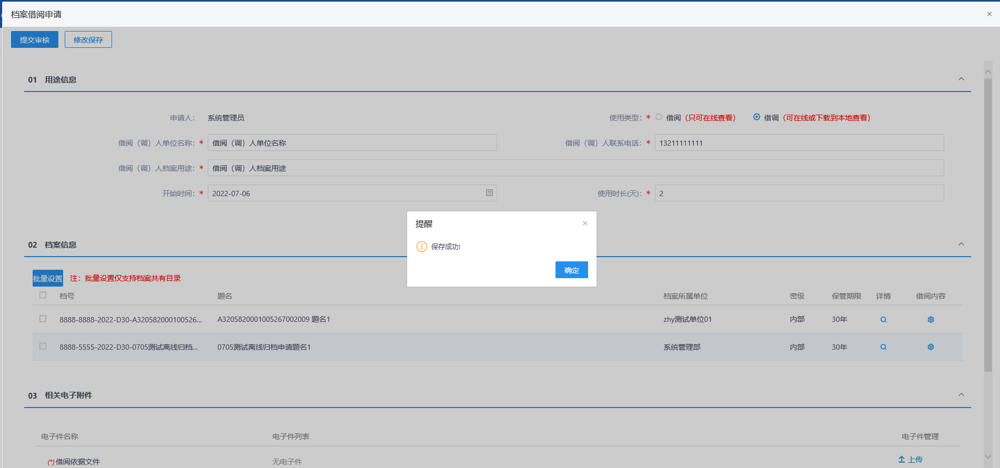 档案借阅申请
提交审核 修改保存
01 用途信息
申请人： 系统管理员 使用类型：* 借阅（只可在线查看） 借调（可在线或下载到本地查看）
借阅（调）人单位名称：* 借阅（调）人单位名称 借阅（调）人联系电话：* 13211111111
借阅（调）人档案用途：* 借阅（调）人档案用途
开始时间：* 2022-07-06 使用时长(天)：* 2
提醒
保存成功!
确定
02 档案信息
批量设置 注：批量设置仅支持档案共有目录
档号 题名 档案所属单位 密级 保管期限 详情 借阅内容
8888-8888-2022-D30-A32058200010052​6... A3205820001005267002009 题名1 zhy测试单位01 内部 30年
8888-5555-2022-D30-0705测试离线归档... 0705测试离线归档申请题名1 系统管理部 内部 30年
03 相关电子附件
电子件名称 电子件列表 电子件管理
(*)借阅依据文件 无电子件 上传